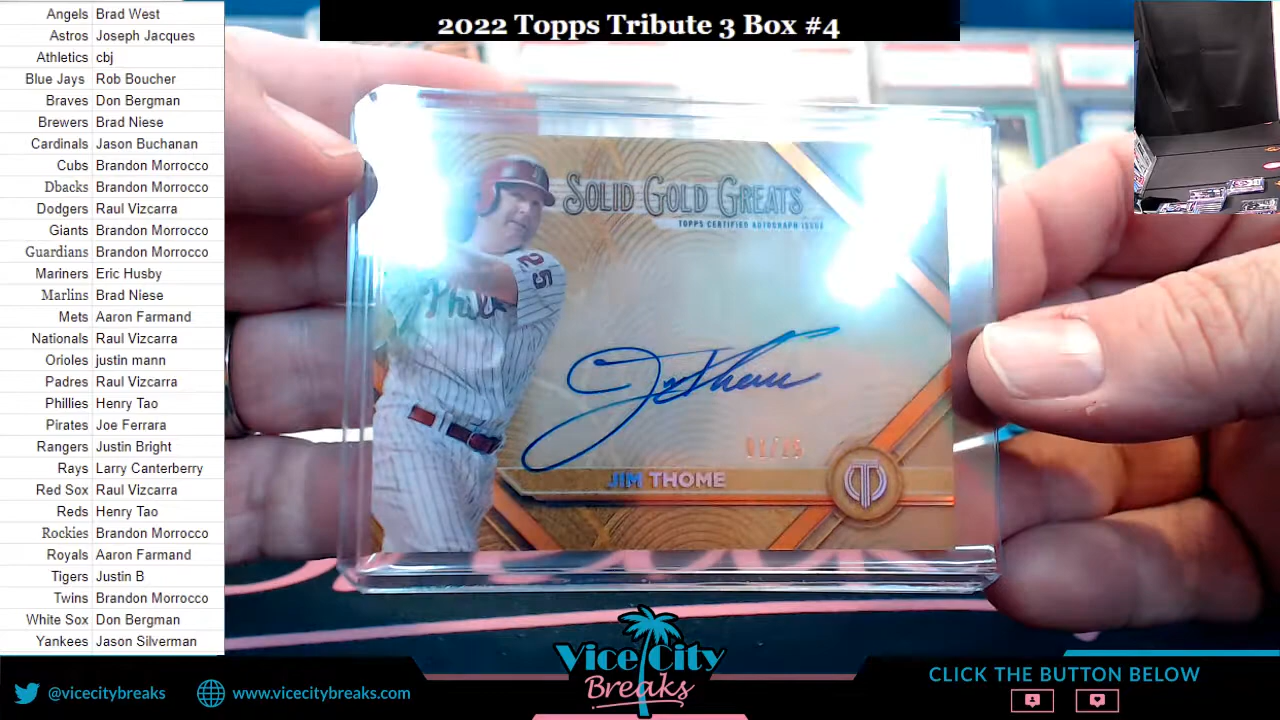 2022 Topps Tribute 3 Box #4
Angels Brad West
Astros Joseph Jacques
Athletics cbj
Blue Jays Rob Boucher
Braves Don Bergman
Brewers Brad Niese
Cardinals Jason Buchanan
Cubs Brandon Morrocco
Dbacks Brandon Morrocco
Dodgers Raul Vizcarra
Giants Brandon Morrocco
Guardians Brandon Morrocco
Mariners Eric Husby
Marlins Brad Niese
Mets Aaron Farmand
Nationals Raul Vizcarra
Orioles justin mann
Padres Raul Vizcarra
Phillies Henry Tao
Pirates Joe Ferrara
Rangers Justin Bright
Rays Larry Canterberry
Red Sox Raul Vizcarra
Reds Henry Tao
Rockies Brandon Morrocco
Royals Aaron Farmand
Tigers Justin B
Twins Brandon Morrocco
White Sox Don Bergman
Yankees Jason Silverman
SOLID GOLD GREATS
TOPPS CERTIFIED AUTOGRAPH ISSUE
25
Phil
Jim Thome
JIM THOME
Vice City
Breaks
@vicecitybreaks
www.vicecitybreaks.com
CLICK THE BUTTON BELOW